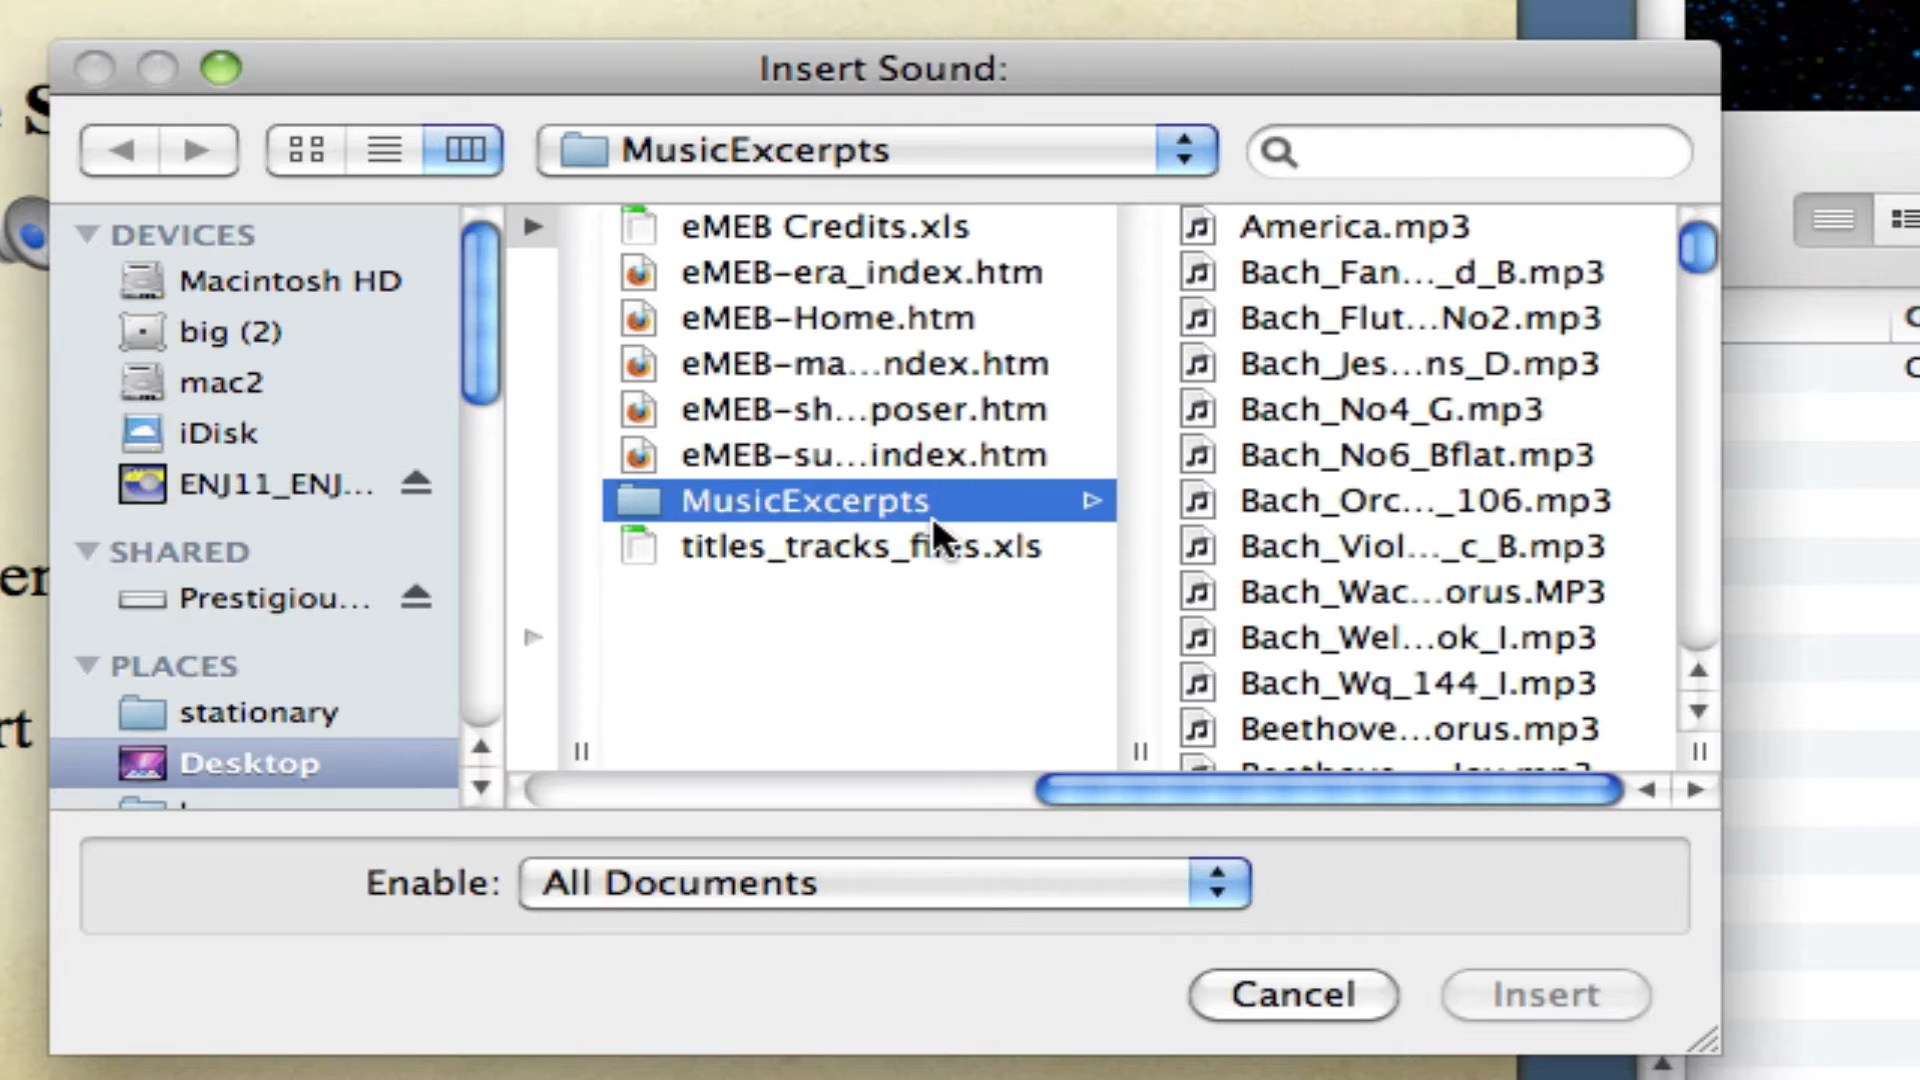 Insert Sound:
MusicExcerpts
DEVICES
Macintosh HD
big (2)
mac2
iDisk
ENJ11_ENJ...
SHARED
Prestigiou...
PLACES
stationary
Desktop
eMEB Credits.xls
eMEB-era_index.htm
eMEB-Home.htm
eMEB-ma...ndex.htm
eMEB-sh...poser.htm
eMEB-su...index.htm
MusicExcerpts
titles_tracks_files.xls
America.mp3
Bach_Fan..._d_B.mp3
Bach_Flut...No2.mp3
Bach_Jes...ns_D.mp3
Bach_No4_G.mp3
Bach_No6_Bflat.mp3
Bach_Orc..._106.mp3
Bach_Viol..._c_B.mp3
Bach_Wac...orus.MP3
Bach_Wel...ok_I.mp3
Bach_Wq_144_I.mp3
Beethove...orus.mp3
Enable: All Documents
Cancel
Insert